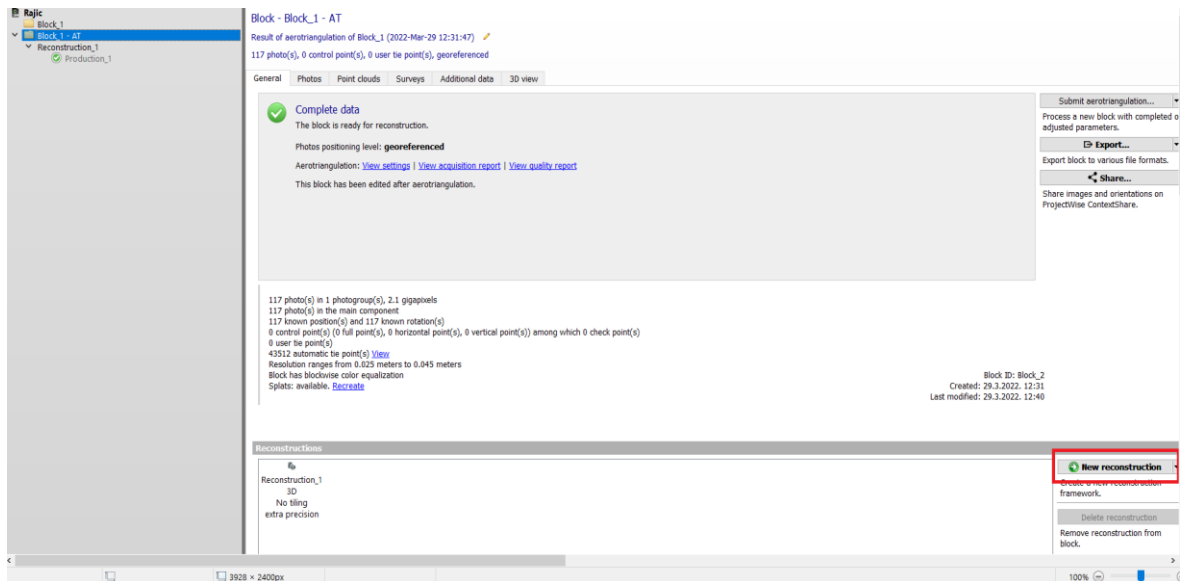 Rajic
Block_1
Block_1 - AT
Reconstruction_1
Production_1
Block - Block_1 - AT
Result of aerotriangulation of Block_1 (2022-Mar-29 12:31:47)
117 photo(s), 0 control point(s), 0 user tie point(s), georeferenced
General Photos Point clouds Surveys Additional data 3D view
Complete data
The block is ready for reconstruction.
Photos positioning level: georeferenced
Aerotriangulation: View settings | View acquisition report | View quality report
This block has been edited after aerotriangulation.
Submit aerotriangulation...
Process a new block with completed o
adjusted parameters.
Export...
Export block to various file formats.
Share...
Share images and orientations on
ProjectWise ContextShare.
117 photo(s) in 1 photogroup(s), 2.1 gigapixels
117 photo(s) in the main component
117 known position(s) and 117 known rotation(s)
0 control point(s) (0 full point(s), 0 horizontal point(s), 0 vertical point(s)) among which 0 check point(s)
0 user tie point(s)
43512 automatic tie point(s) View
Resolution ranges from 0.025 meters to 0.045 meters
Block has blockwise color equalization
Splats: available. Recreate
Block ID: Block_2
Created: 29.3.2022. 12:31
Last modified: 29.3.2022. 12:40
Reconstructions
Reconstruction_1
3D
No tiling
extra precision
New reconstruction
Create a new reconstruction
framework.
Delete reconstruction
Remove reconstruction from
block.
3928 × 2400px
100%